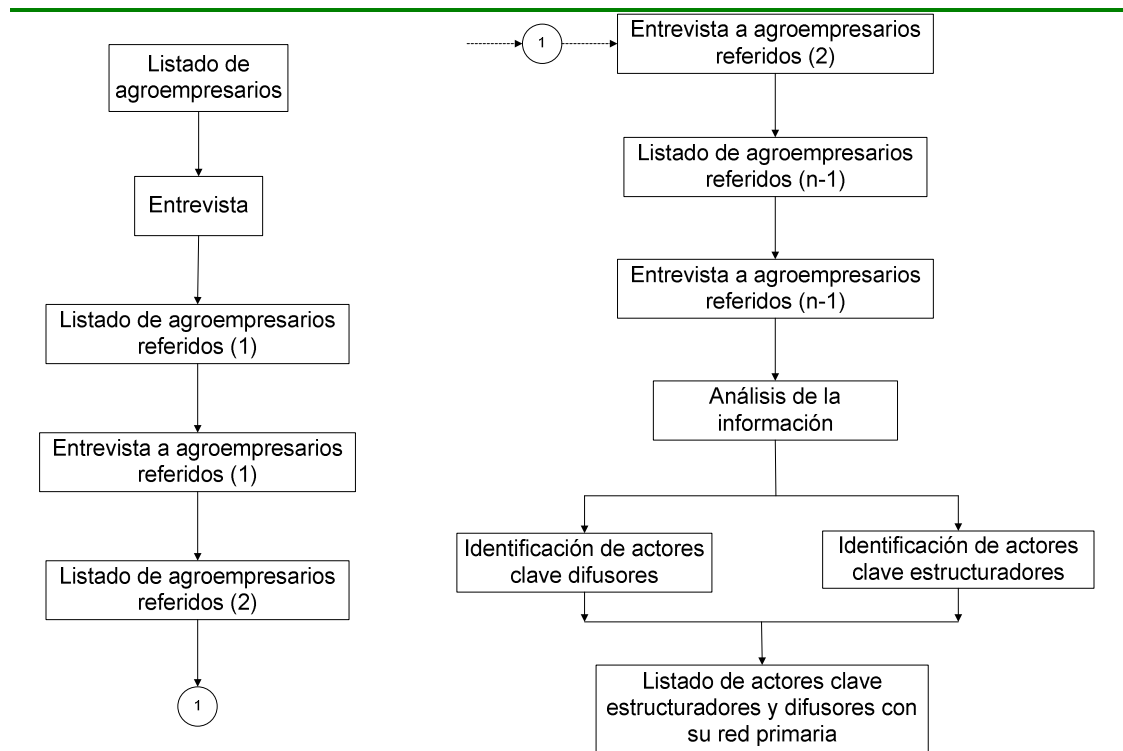 Listado de
agroempresarios
Entrevista
Listado de agroempresarios
referidos (1)
Entrevista a agroempresarios
referidos (1)
Listado de agroempresarios
referidos (2)
1
1
Entrevista a agroempresarios
referidos (2)
Listado de agroempresarios
referidos (n-1)
Entrevista a agroempresarios
referidos (n-1)
Análisis de la
información
Identificación de actores
clave difusores
Identificación de actores
clave estructuradores
Listado de actores clave
estructuradores y difusores con
su red primaria